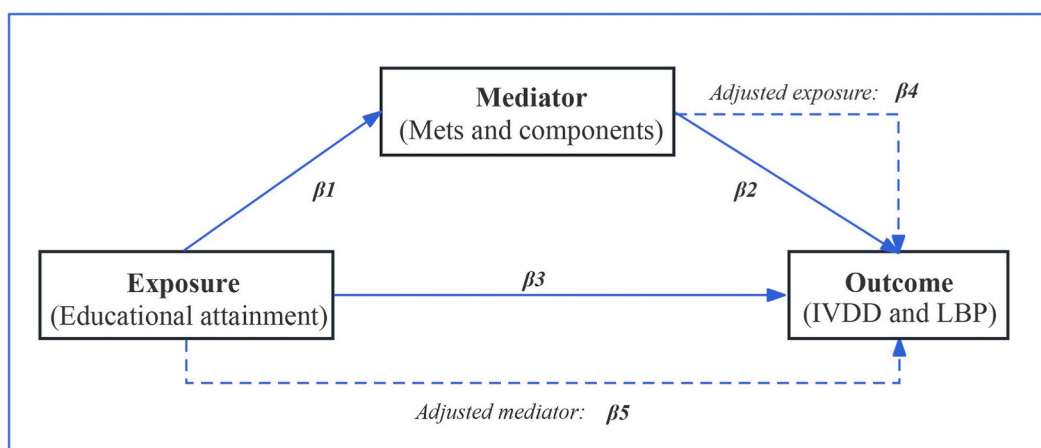 Mediator
(Mets and components)
Adjusted exposure: β4
β1
β2
Exposure
(Educational attainment)
β3
Outcome
(IVDD and LBP)
Adjusted mediator: β5